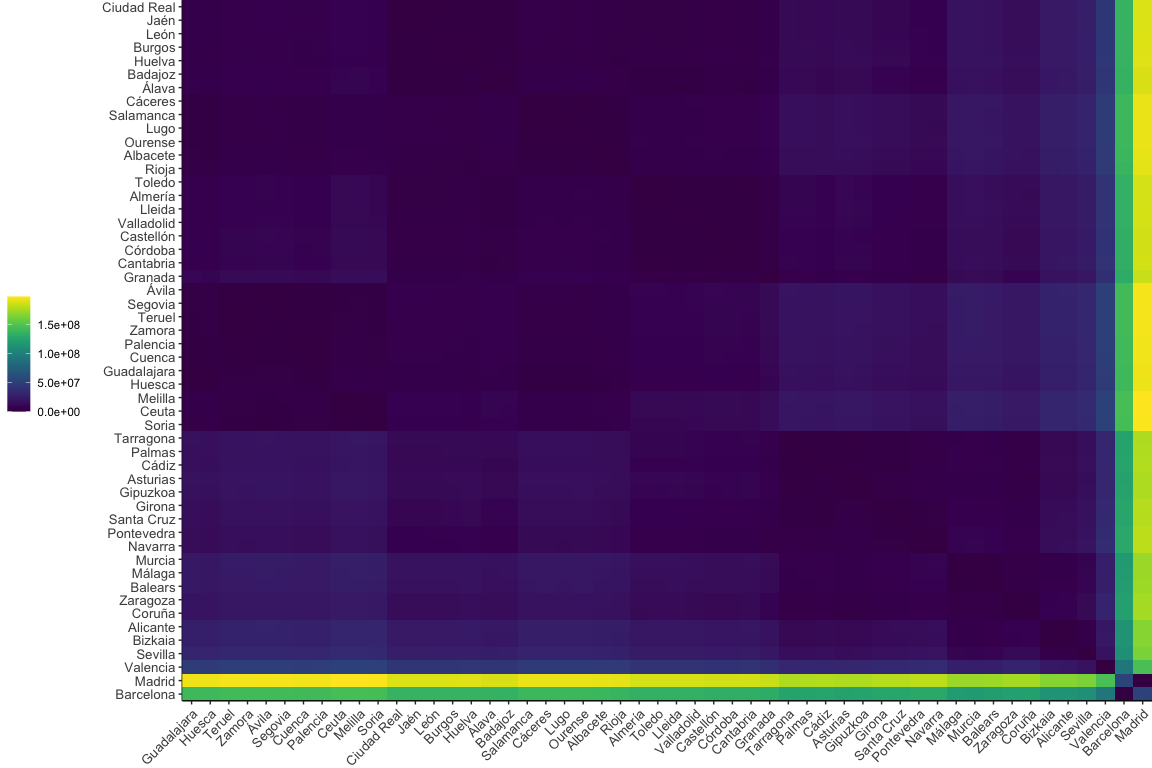 Ciudad Real
Jaén
León
Burgos
Huelva
Badajoz
Álava
Cáceres
Salamanca
Lugo
Ourense
Albacete
Rioja
Toledo
Almería
Lleida
Valladolid
Castellón
Córdoba
Cantabria
Granada
Ávila
Segovia
Teruel
Zamora
Palencia
Cuenca
Guadalajara
Huesca
Melilla
Ceuta
Soria
Tarragona
Palmas
Cádiz
Asturias
Gipuzkoa
Girona
Santa Cruz
Pontevedra
Navarra
Murcia
Málaga
Balears
Zaragoza
Coruña
Alicante
Bizkaia
Sevilla
Valencia
Madrid
Barcelona
1.5e+08
1.0e+08
5.0e+07
0.0e+00
Guadalajara
Huesca
Teruel
Zamora
Ávila
Segovia
Cuenca
Palencia
Ceuta
Melilla
Soria
Ciudad Real
Jaén
León
Burgos
Huelva
Álava
Badajoz
Salamanca
Cáceres
Lugo
Ourense
Albacete
Rioja
Almería
Toledo
Lleida
Valladolid
Castellón
Córdoba
Cantabria
Granada
Tarragona
Palmas
Cádiz
Asturias
Gipuzkoa
Girona
Santa Cruz
Pontevedra
Navarra
Málaga
Murcia
Balears
Zaragoza
Coruña
Bizkaia
Alicante
Sevilla
Valencia
Barcelona
Madrid